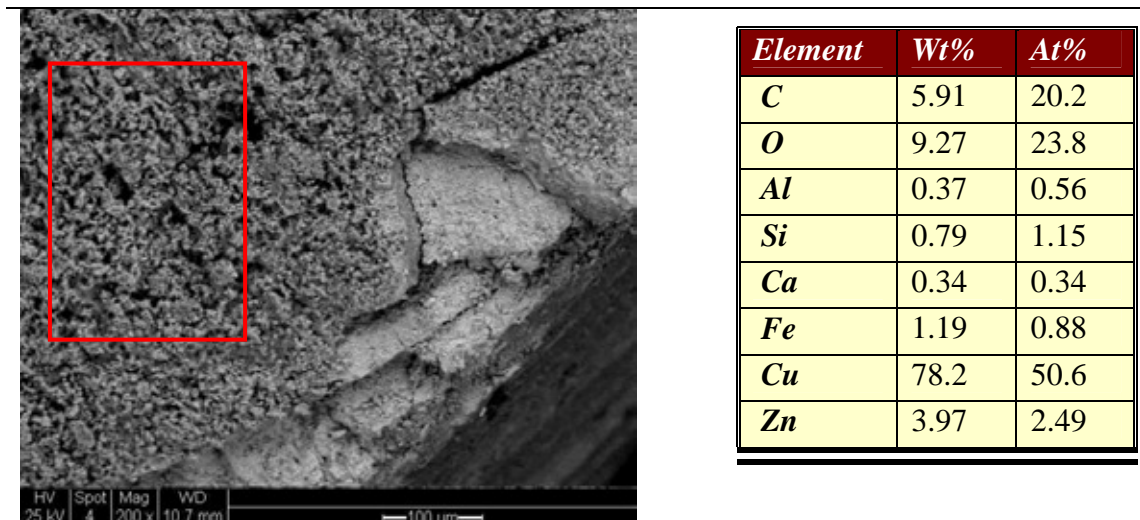 Element Wt% At%
C 5.91 20.2
O 9.27 23.8
Al 0.37 0.56
Si 0.79 1.15
Ca 0.34 0.34
Fe 1.19 0.88
Cu 78.2 50.6
Zn 3.97 2.49
HV Spot Mag WD
25 kV 4 200 x 10.7 mm 100 µm